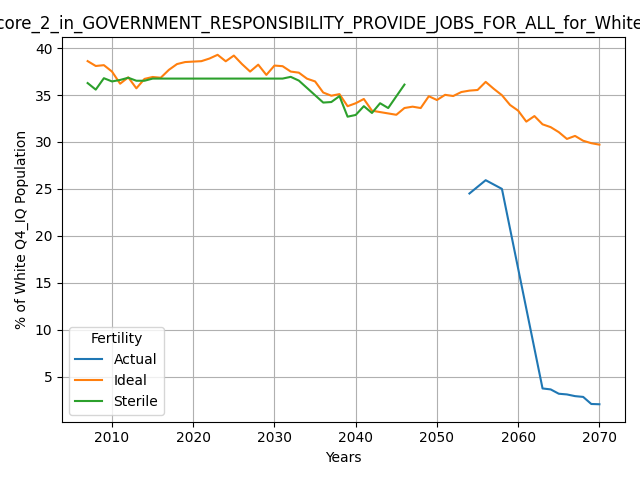 core_2_in_GOVERNMENT_RESPONSIBILITY_PROVIDE_JOBS_FOR_ALL_for_White
40
35
30
25
20
15
10
5
% of White Q4_IQ Population
Fertility
Actual
Ideal
Sterile
2010 2020 2030 2040 2050 2060 2070
Years